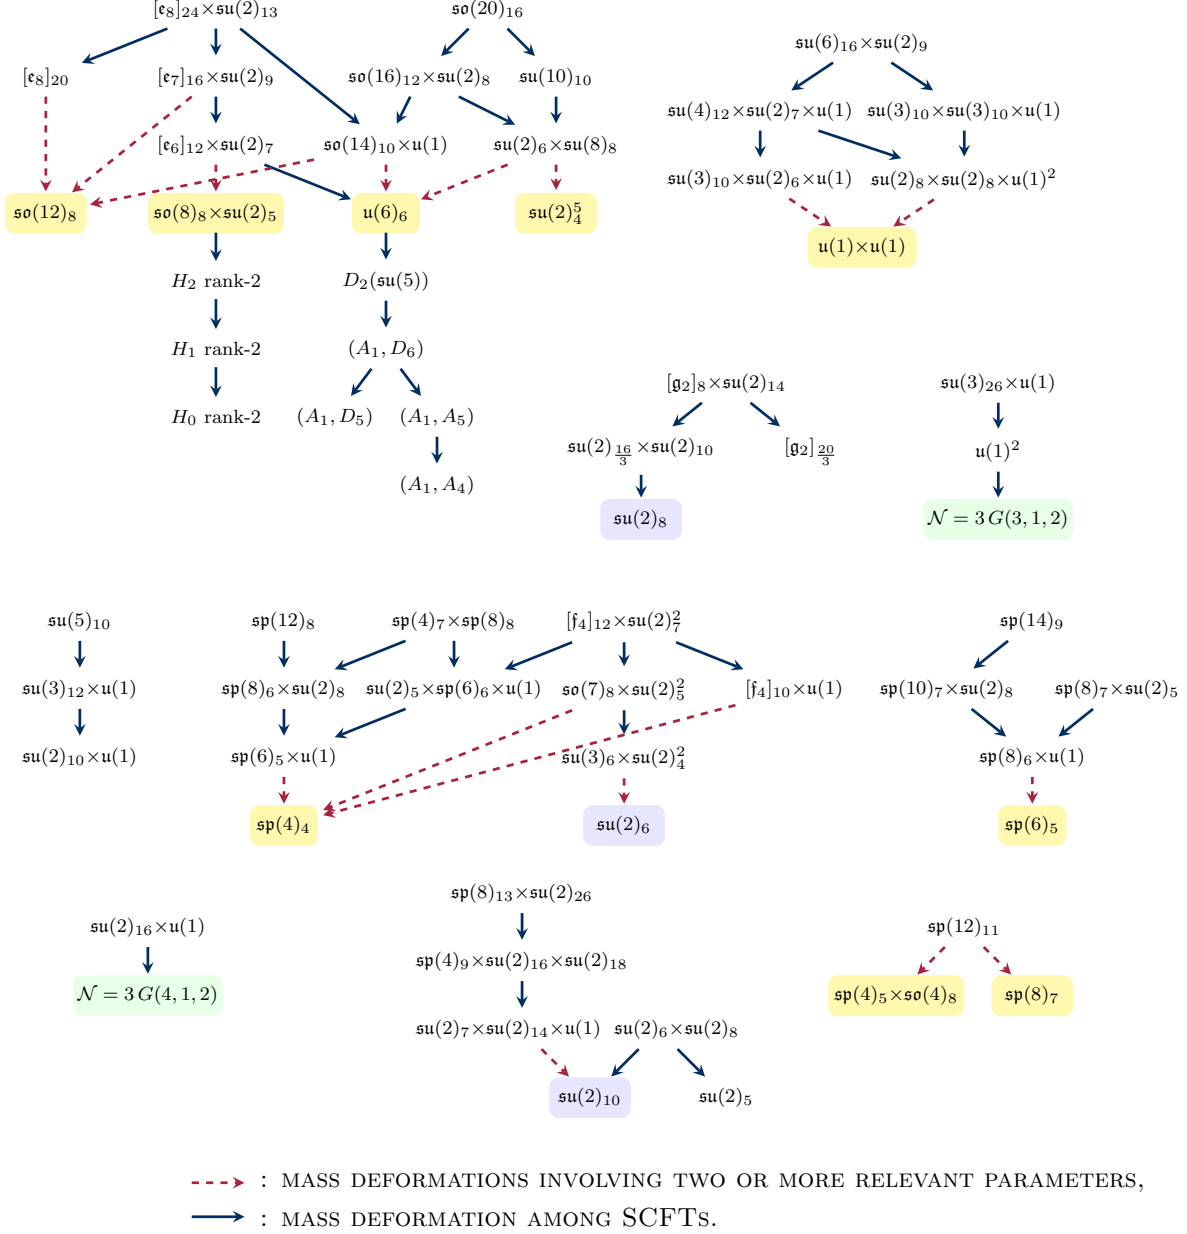 [𝔢₈]₂₄×𝔰𝔲(2)₁₃
𝔰𝔬(20)₁₆
[𝔢₈]₂₀
[𝔢₇]₁₆×𝔰𝔲(2)₉
𝔰𝔬(16)₁₂×𝔰𝔲(2)₈
𝔰𝔲(10)₁₀
[𝔢₆]₁₂×𝔰𝔲(2)₇
𝔰𝔬(14)₁₀×𝔲(1)
𝔰𝔲(2)₆×𝔰𝔲(8)₈
𝔰𝔬(12)₈
𝔰𝔬(8)₈×𝔰𝔲(2)₅
𝔲(6)₆
𝔰𝔲(2)₄⁵
H₂ rank-2
D₂(𝔰𝔲(5))
H₁ rank-2
(A₁, D₆)
H₀ rank-2
(A₁, D₅)
(A₁, A₅)
(A₁, A₄)
𝔰𝔲(6)₁₆×𝔰𝔲(2)₉
𝔰𝔲(4)₁₂×𝔰𝔲(2)₇×𝔲(1)
𝔰𝔲(3)₁₀×𝔰𝔲(3)₁₀×𝔲(1)
𝔰𝔲(3)₁₀×𝔰𝔲(2)₆×𝔲(1)
𝔰𝔲(2)₈×𝔰𝔲(2)₈×𝔲(1)²
𝔲(1)×𝔲(1)
[𝔤₂]₈×𝔰𝔲(2)₁₄
𝔰𝔲(2)_{16/3}×𝔰𝔲(2)₁₀
[𝔤₂]_{20/3}
𝔰𝔲(2)₈
𝔰𝔲(3)₂₆×𝔲(1)
𝔲(1)²
𝒩 = 3 G(3, 1, 2)
𝔰𝔲(5)₁₀
𝔰𝔲(3)₁₂×𝔲(1)
𝔰𝔲(2)₁₀×𝔲(1)
𝔰𝔭(12)₈
𝔰𝔭(4)₇×𝔰𝔭(8)₈
[𝔣₄]₁₂×𝔰𝔲(2)₇²
𝔰𝔭(8)₆×𝔰𝔲(2)₈
𝔰𝔲(2)₅×𝔰𝔭(6)₆×𝔲(1)
𝔰𝔬(7)₈×𝔰𝔲(2)₅²
[𝔣₄]₁₀×𝔲(1)
𝔰𝔭(6)₅×𝔲(1)
𝔰𝔲(3)₆×𝔰𝔲(2)₄²
𝔰𝔭(4)₄
𝔰𝔲(2)₆
𝔰𝔭(14)₉
𝔰𝔭(10)₇×𝔰𝔲(2)₈
𝔰𝔭(8)₇×𝔰𝔲(2)₅
𝔰𝔭(8)₆×𝔲(1)
𝔰𝔭(6)₅
𝔰𝔲(2)₁₆×𝔲(1)
𝒩 = 3 G(4, 1, 2)
𝔰𝔭(8)₁₃×𝔰𝔲(2)₂₆
𝔰𝔭(4)₉×𝔰𝔲(2)₁₆×𝔰𝔲(2)₁₈
𝔰𝔲(2)₇×𝔰𝔲(2)₁₄×𝔲(1)
𝔰𝔲(2)₆×𝔰𝔲(2)₈
𝔰𝔲(2)₁₀
𝔰𝔲(2)₅
𝔰𝔭(12)₁₁
𝔰𝔭(4)₅×𝔰𝔬(4)₈
𝔰𝔭(8)₇
: MASS DEFORMATIONS INVOLVING TWO OR MORE RELEVANT PARAMETERS,
: MASS DEFORMATION AMONG SCFTS.